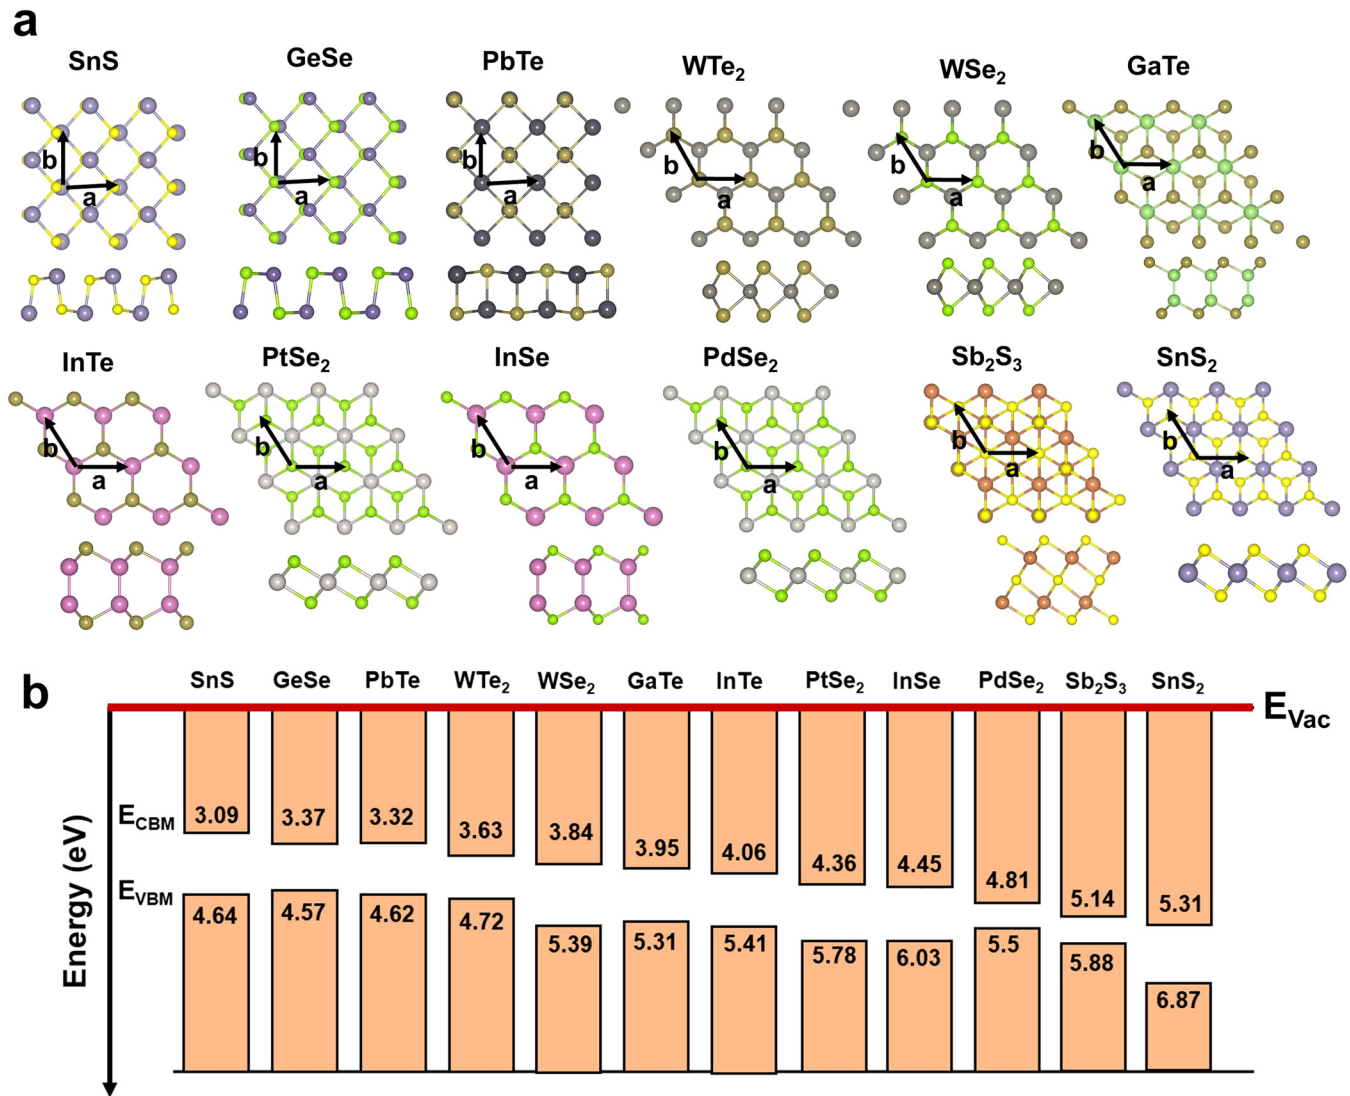 a
SnS GeSe PbTe WTe₂ WSe₂ GaTe
b a b a b a b a b a b a
InTe PtSe₂ InSe PdSe₂ Sb₂S₃ SnS₂
b a b a b a b a b a b a
b
SnS GeSe PbTe WTe₂ WSe₂ GaTe InTe PtSe₂ InSe PdSe₂ Sb₂S₃ SnS₂
E_Vac
E_CBM 3.09 3.37 3.32 3.63 3.84 3.95 4.06 4.36 4.45 4.81 5.14 5.31
E_VBM 4.64 4.57 4.62 4.72 5.39 5.31 5.41 5.78 6.03 5.5 5.88 6.87
Energy (eV)